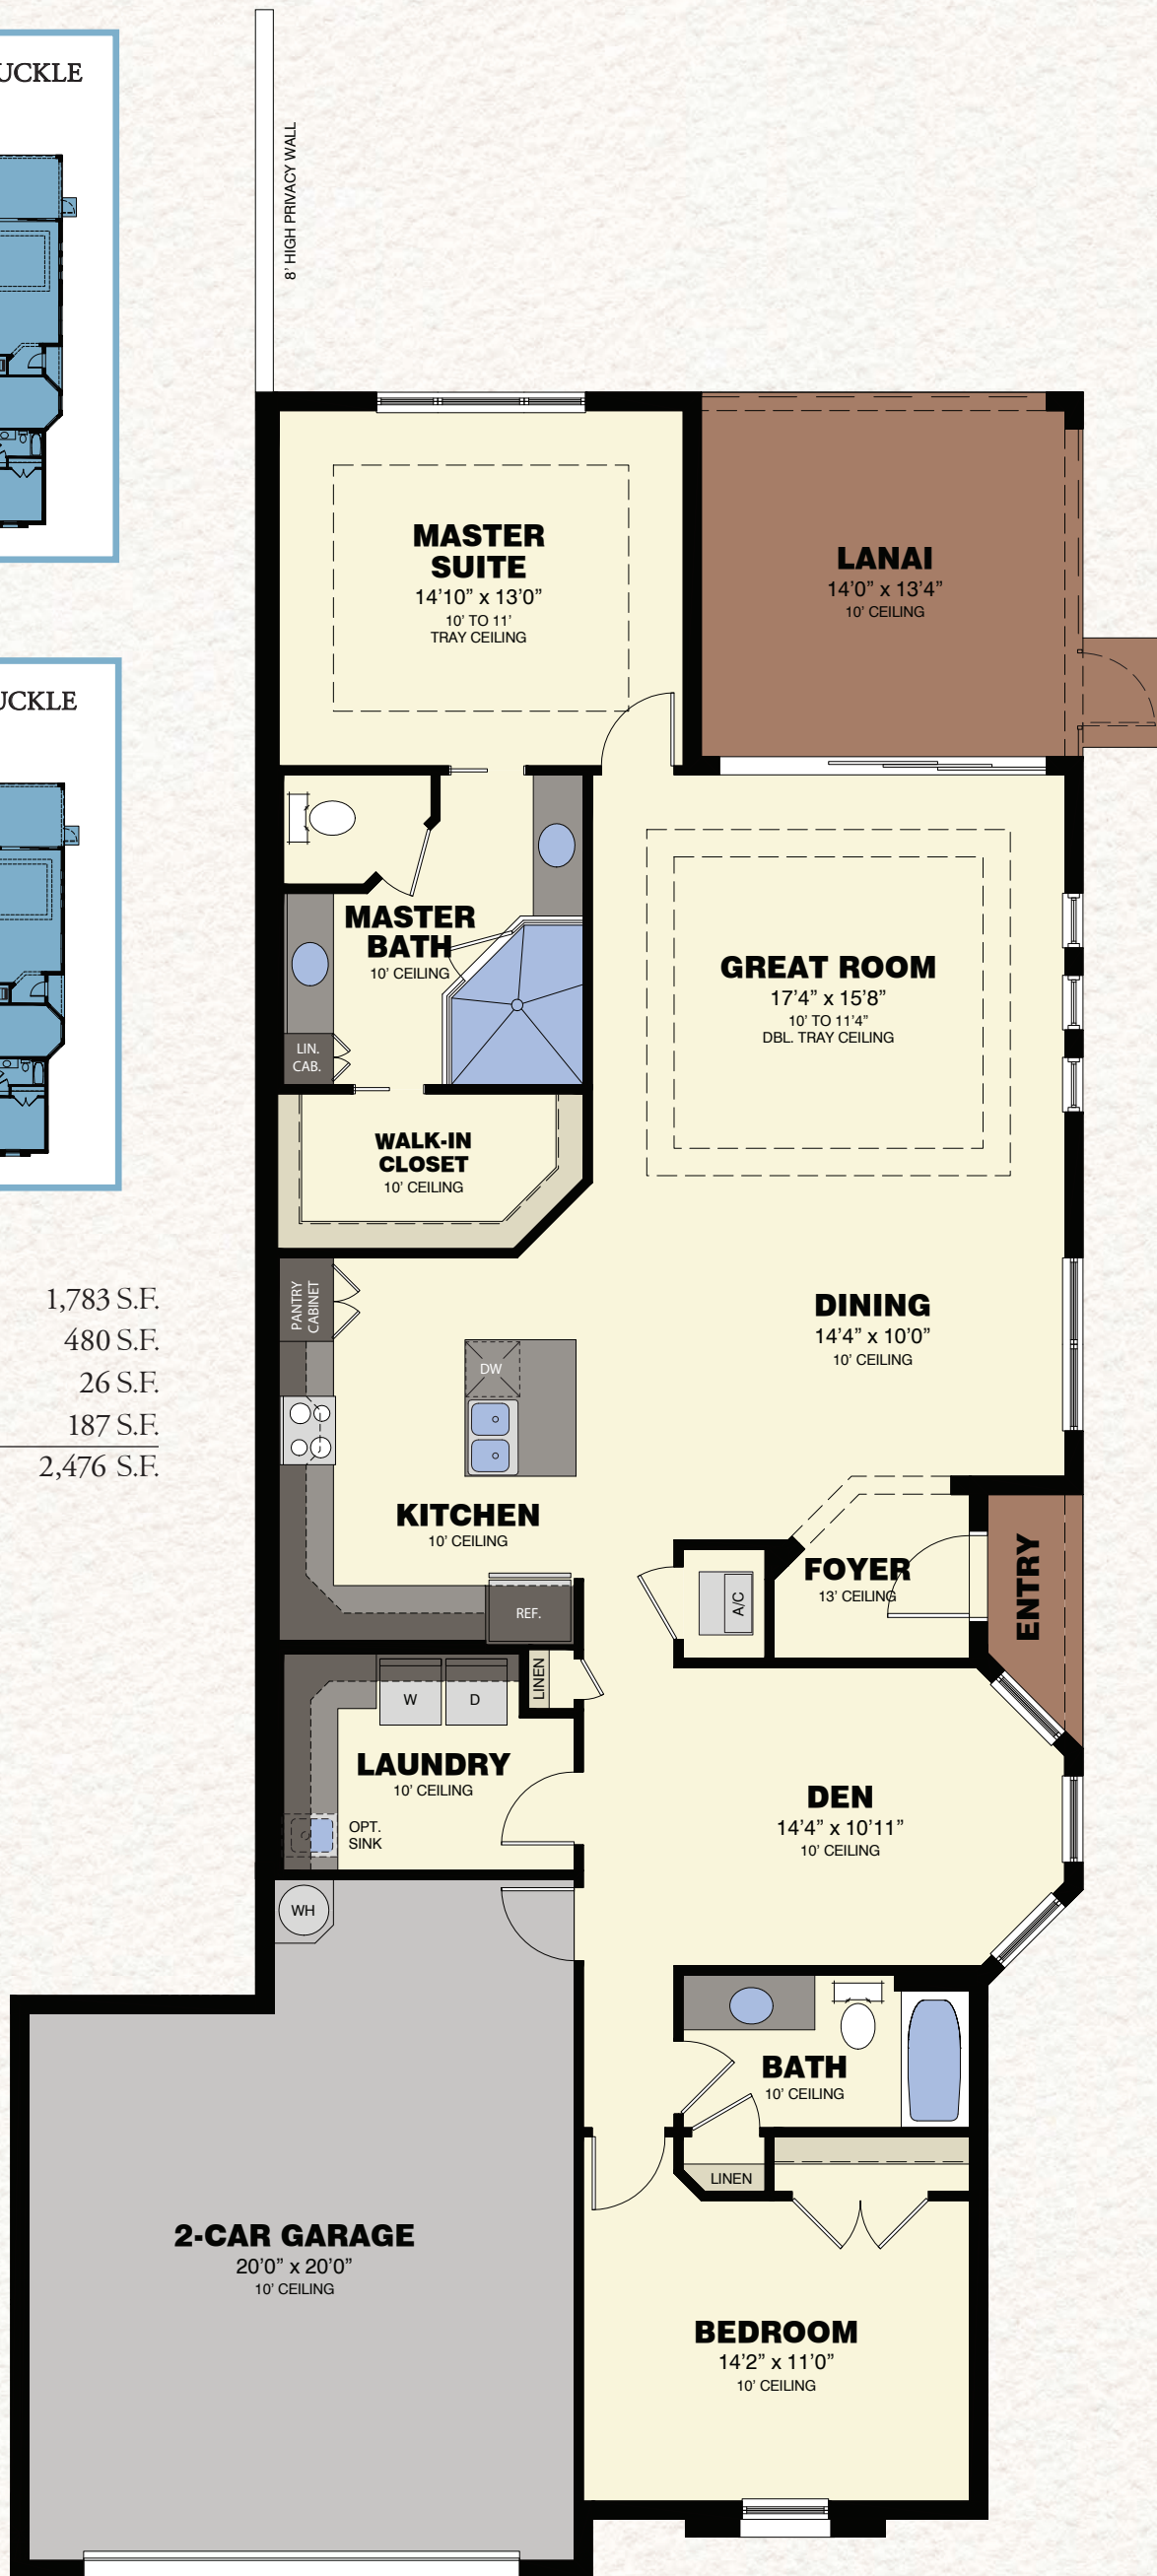 8' HIGH PRIVACY WALL
MASTER
SUITE
14'10” x 13'0”
10' TO 11'
TRAY CEILING
LANAI
14'0” x 13'4”
10' CEILING
MASTER
BATH
10' CEILING
LIN.
CAB.
GREAT ROOM
17'4” x 15'8”
10' TO 11'4”
DBL. TRAY CEILING
WALK-IN
CLOSET
10' CEILING
1,783 S.F.
480 S.F.
26 S.F.
187 S.F.
2,476 S.F.
PANTRY
CABINET
DW
DINING
14'4” x 10'0”
10' CEILING
KITCHEN
10' CEILING
REF.
A/C
FOYER
13' CEILING
ENTRY
LINEN
W
D
LAUNDRY
10' CEILING
OPT.
SINK
DEN
14'4” x 10'11”
10' CEILING
WH
BATH
10' CEILING
LINEN
2-CAR GARAGE
20'0” x 20'0”
10' CEILING
BEDROOM
14'2” x 11'0”
10' CEILING